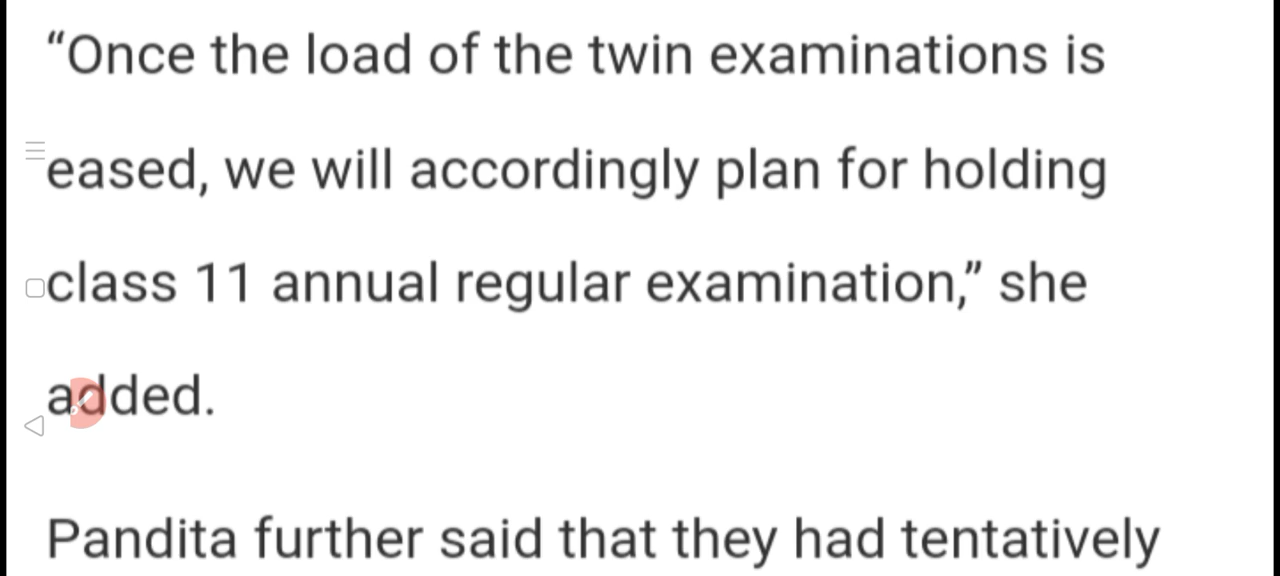 “Once the load of the twin examinations is
eased, we will accordingly plan for holding
class 11 annual regular examination,” she
added.
Pandita further said that they had tentatively